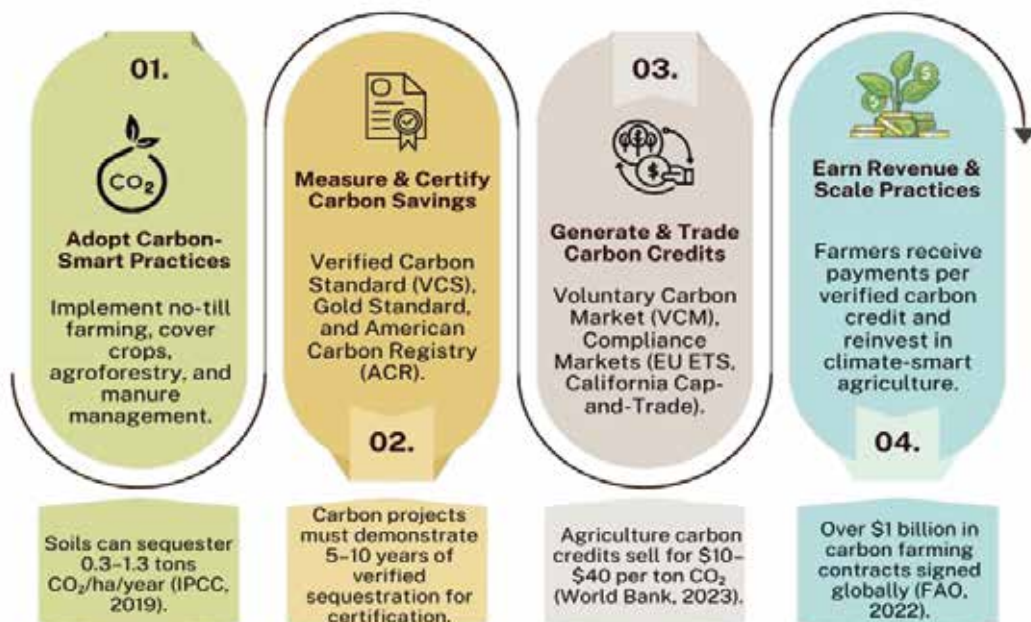 01.
CO₂
Adopt Carbon-
Smart Practices
Implement no-till
farming, cover
crops,
agroforestry, and
manure
management.
Soils can sequester
0.3–1.3 tons
CO₂/ha/year (IPCC,
2019).
Measure & Certify
Carbon Savings
Verified Carbon
Standard (VCS),
Gold Standard,
and American
Carbon Registry
(ACR).
02.
Carbon projects
must demonstrate
5–10 years of
verified
sequestration for
certification.
03.
$
Generate & Trade
Carbon Credits
Voluntary Carbon
Market (VCM),
Compliance
Markets (EU ETS,
California Cap-
and-Trade).
Agriculture carbon
credits sell for $10–
$40 per ton CO₂
(World Bank, 2023).
$
$
Earn Revenue &
Scale Practices
Farmers receive
payments per
verified carbon
credit and
reinvest in
climate-smart
agriculture.
04.
Over $1 billion in
carbon farming
contracts signed
globally (FAO,
2022).